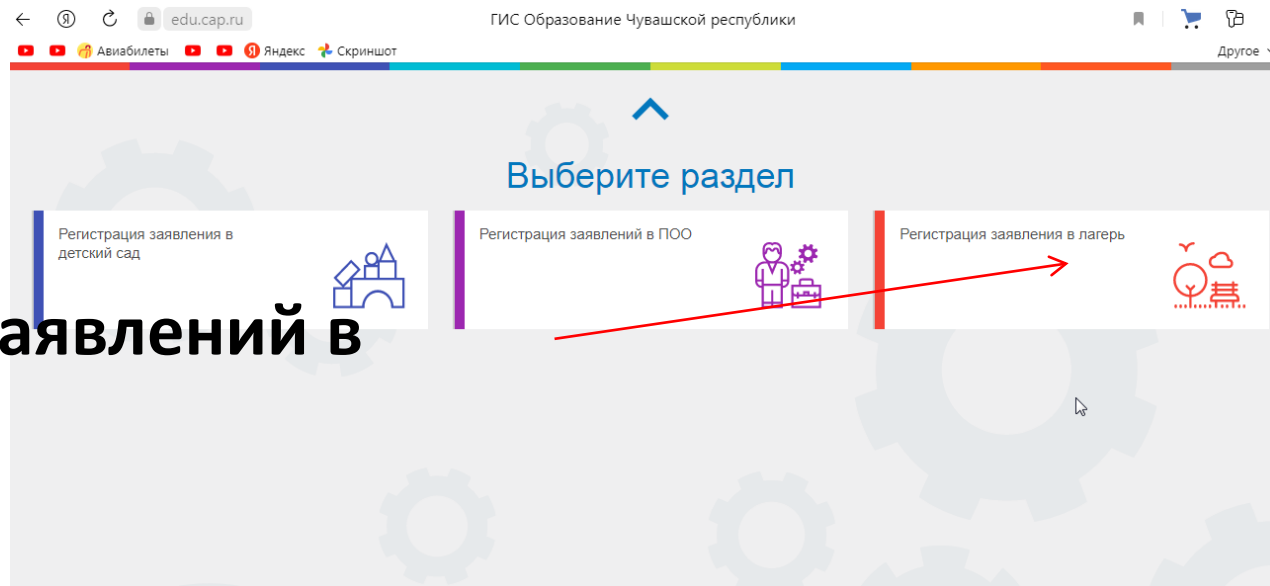 edu.cap.ru
ГИС Образование Чувашской республики
Авиабилеты
Яндекс
Скриншот
Другое
Выберите раздел
Регистрация заявления в
детский сад
Регистрация заявлений в ПОО
Регистрация заявления в лагерь
аявлений в